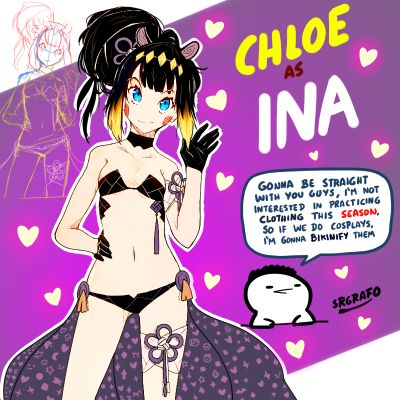 CHLOE
AS
INA
GONNA BE STRAIGHT
WITH YOU GUYS, I'M NOT
INTERESTED IN PRACTICING
CLOTHING THIS SEASON,
SO IF WE DO COSPLAYS,
I'M GONNA BIKINIFY THEM
SRGRAFO